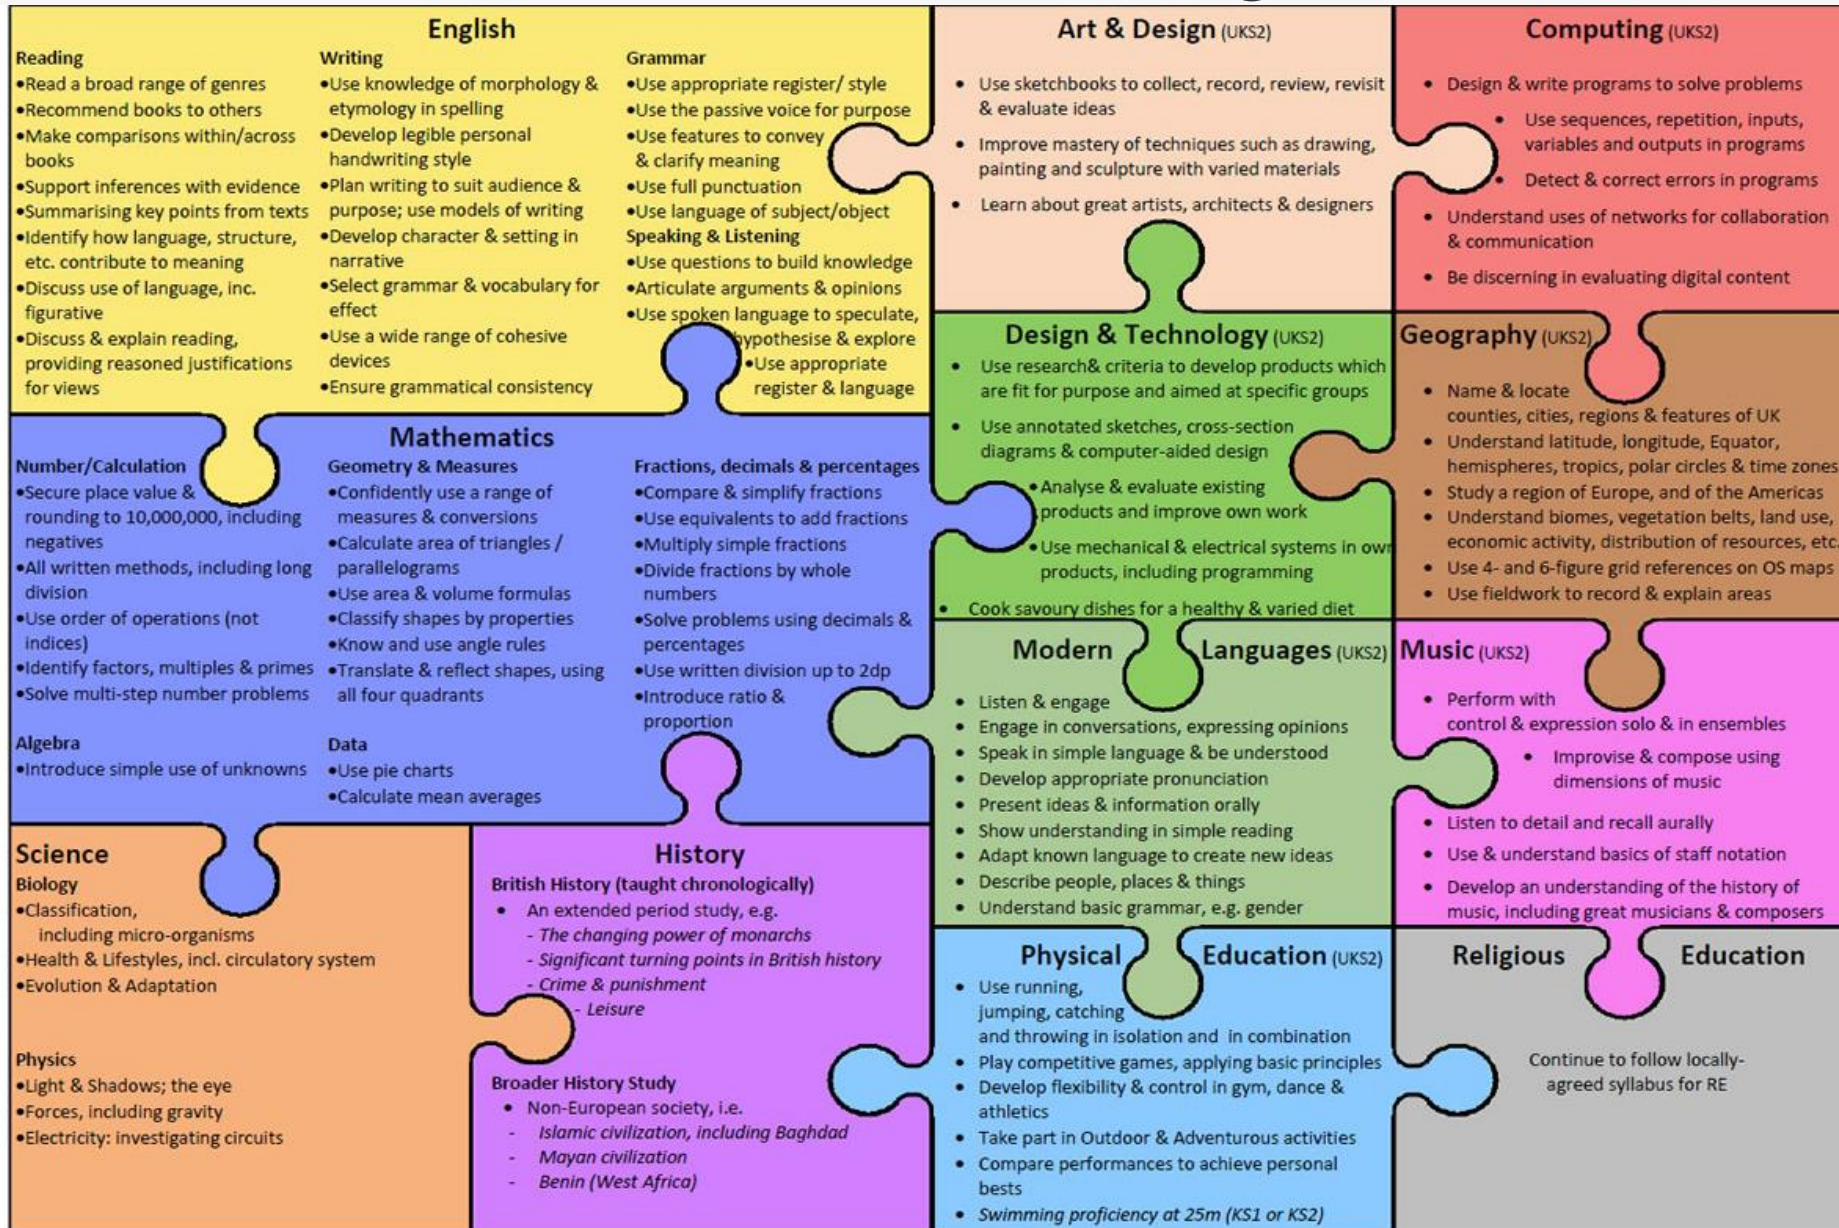 English
Reading
•Read a broad range of genres
•Recommend books to others
•Make comparisons within/across
books
•Support inferences with evidence
•Summarising key points from texts
•Identify how language, structure,
etc. contribute to meaning
•Discuss use of language, inc.
figurative
•Discuss & explain reading,
providing reasoned justifications
for views
Writing
•Use knowledge of morphology &
etymology in spelling
•Develop legible personal
handwriting style
•Plan writing to suit audience &
purpose; use models of writing
•Develop character & setting in
narrative
•Select grammar & vocabulary for
effect
•Use a wide range of cohesive
devices
•Ensure grammatical consistency
Grammar
•Use appropriate register/ style
•Use the passive voice for purpose
•Use features to convey
& clarify meaning
•Use full punctuation
•Use language of subject/object
Speaking & Listening
•Use questions to build knowledge
•Articulate arguments & opinions
•Use spoken language to speculate,
hypothesise & explore
•Use appropriate
register & language
Art & Design (UKS2)
• Use sketchbooks to collect, record, review, revisit
& evaluate ideas
• Improve mastery of techniques such as drawing,
painting and sculpture with varied materials
• Learn about great artists, architects & designers
Computing (UKS2)
• Design & write programs to solve problems
• Use sequences, repetition, inputs,
variables and outputs in programs
• Detect & correct errors in programs
• Understand uses of networks for collaboration
& communication
• Be discerning in evaluating digital content
Mathematics
Number/Calculation
•Secure place value &
rounding to 10,000,000, including
negatives
•All written methods, including long
division
•Use order of operations (not
indices)
•Identify factors, multiples & primes
•Solve multi-step number problems
Algebra
•Introduce simple use of unknowns
Geometry & Measures
•Confidently use a range of
measures & conversions
•Calculate area of triangles /
parallelograms
•Use area & volume formulas
•Classify shapes by properties
•Know and use angle rules
•Translate & reflect shapes, using
all four quadrants
Data
•Use pie charts
•Calculate mean averages
Fractions, decimals & percentages
•Compare & simplify fractions
•Use equivalents to add fractions
•Multiply simple fractions
•Divide fractions by whole
numbers
•Solve problems using decimals &
percentages
•Use written division up to 2dp
•Introduce ratio &
proportion
Design & Technology (UKS2)
• Use research& criteria to develop products which
are fit for purpose and aimed at specific groups
• Use annotated sketches, cross-section
diagrams & computer-aided design
• Analyse & evaluate existing
products and improve own work
• Use mechanical & electrical systems in own
products, including programming
• Cook savoury dishes for a healthy & varied diet
Geography (UKS2)
• Name & locate
counties, cities, regions & features of UK
• Understand latitude, longitude, Equator,
hemispheres, tropics, polar circles & time zones
• Study a region of Europe, and of the Americas
• Understand biomes, vegetation belts, land use,
economic activity, distribution of resources, etc.
• Use 4- and 6-figure grid references on OS maps
• Use fieldwork to record & explain areas
Modern Languages (UKS2)
• Listen & engage
• Engage in conversations, expressing opinions
• Speak in simple language & be understood
• Develop appropriate pronunciation
• Present ideas & information orally
• Show understanding in simple reading
• Adapt known language to create new ideas
• Describe people, places & things
• Understand basic grammar, e.g. gender
Music (UKS2)
• Perform with
control & expression solo & in ensembles
• Improvise & compose using
dimensions of music
• Listen to detail and recall aurally
• Use & understand basics of staff notation
• Develop an understanding of the history of
music, including great musicians & composers
Science
Biology
•Classification,
including micro-organisms
•Health & Lifestyles, incl. circulatory system
•Evolution & Adaptation
Physics
•Light & Shadows; the eye
•Forces, including gravity
•Electricity: investigating circuits
History
British History (taught chronologically)
• An extended period study, e.g.
- The changing power of monarchs
- Significant turning points in British history
- Crime & punishment
- Leisure
Broader History Study
• Non-European society, i.e.
- Islamic civilization, including Baghdad
- Mayan civilization
- Benin (West Africa)
Physical Education (UKS2)
• Use running,
jumping, catching
and throwing in isolation and in combination
• Play competitive games, applying basic principles
• Develop flexibility & control in gym, dance &
athletics
• Take part in Outdoor & Adventurous activities
• Compare performances to achieve personal
bests
• Swimming proficiency at 25m (KS1 or KS2)
Religious Education
Continue to follow locally-
agreed syllabus for RE